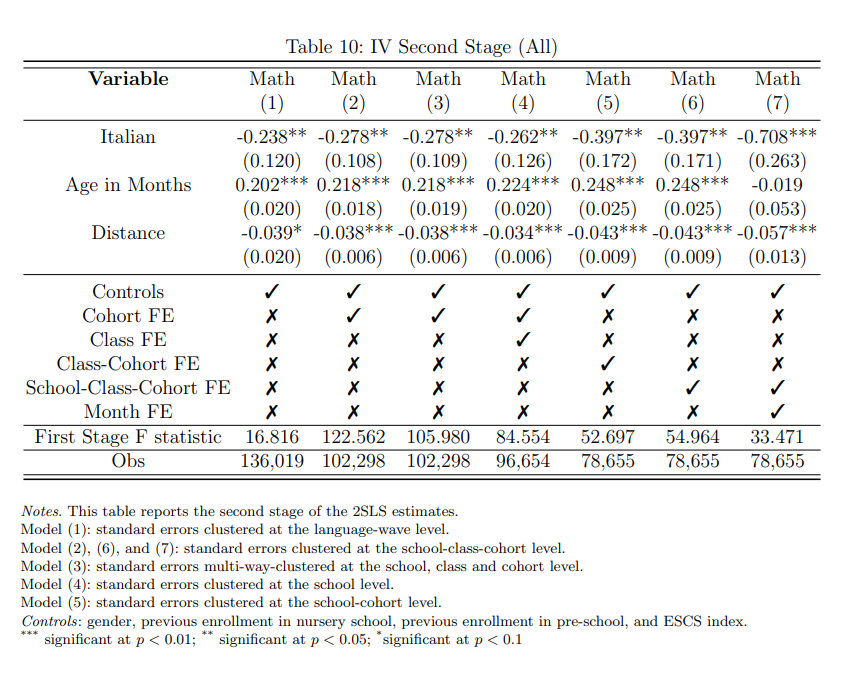 Table 10: IV Second Stage (All)
Variable Math Math Math Math Math Math Math
(1) (2) (3) (4) (5) (6) (7)
Italian -0.238** -0.278** -0.278** -0.262** -0.397** -0.397** -0.708***
(0.120) (0.108) (0.109) (0.126) (0.172) (0.171) (0.263)
Age in Months 0.202*** 0.218*** 0.218*** 0.224*** 0.248*** 0.248*** -0.019
(0.020) (0.018) (0.019) (0.020) (0.025) (0.025) (0.053)
Distance -0.039* -0.038*** -0.038*** -0.034*** -0.043*** -0.043*** -0.057***
(0.020) (0.006) (0.006) (0.006) (0.009) (0.009) (0.013)
Controls ✓ ✓ ✓ ✓ ✓ ✓ ✓
Cohort FE ✗ ✓ ✓ ✓ ✗ ✗ ✗
Class FE ✗ ✗ ✗ ✓ ✗ ✗ ✗
Class-Cohort FE ✗ ✗ ✗ ✗ ✓ ✗ ✗
School-Class-Cohort FE ✗ ✗ ✗ ✗ ✗ ✓ ✓
Month FE ✗ ✗ ✗ ✗ ✗ ✗ ✓
First Stage F statistic 16.816 122.562 105.980 84.554 52.697 54.964 33.471
Obs 136,019 102,298 102,298 96,654 78,655 78,655 78,655
Notes. This table reports the second stage of the 2SLS estimates.
Model (1): standard errors clustered at the language-wave level.
Model (2), (6), and (7): standard errors clustered at the school-class-cohort level.
Model (3): standard errors multi-way-clustered at the school, class and cohort level.
Model (4): standard errors clustered at the school level.
Model (5): standard errors clustered at the school-cohort level.
Controls: gender, previous enrollment in nursery school, previous enrollment in pre-school, and ESCS index.
*** significant at p < 0.01; ** significant at p < 0.05; *significant at p < 0.1